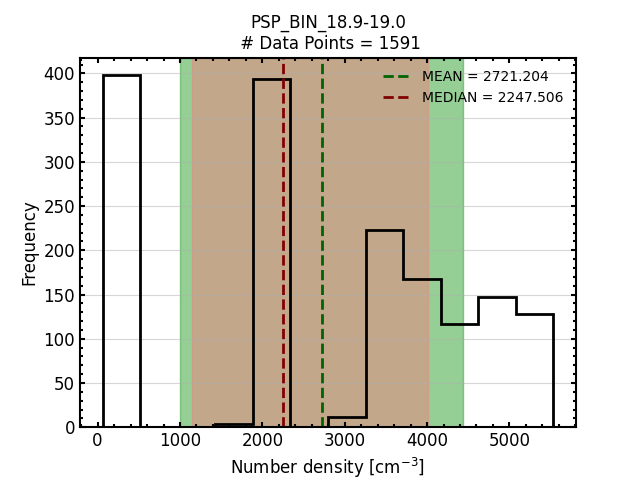 PSP_BIN_18.9-19.0
# Data Points = 1591
MEAN = 2721.204
MEDIAN = 2247.506
Frequency
400
350
300
250
200
150
100
50
0
0 1000 2000 3000 4000 5000
Number density [cm⁻³]